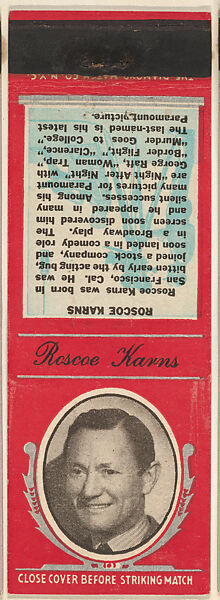 THE DIAMOND MATCH CO. N.Y.C.
ROSCOE KARNS
Roscoe Karns was born in
San Francisco, Cal. He was
bitten early by the acting bug,
joined a stock company, and
soon landed in a comedy role
in a Broadway play. The
screen soon discovered him
and he appeared in many
silent successes. Among his
many pictures for Paramount
are "Night After Night," with
George Raft, "Woman Trap,"
"Border Flight," "Clarence,"
"Murder Goes to College."
The last-named is his latest
Paramount picture.
Roscoe Karns
CLOSE COVER BEFORE STRIKING MATCH